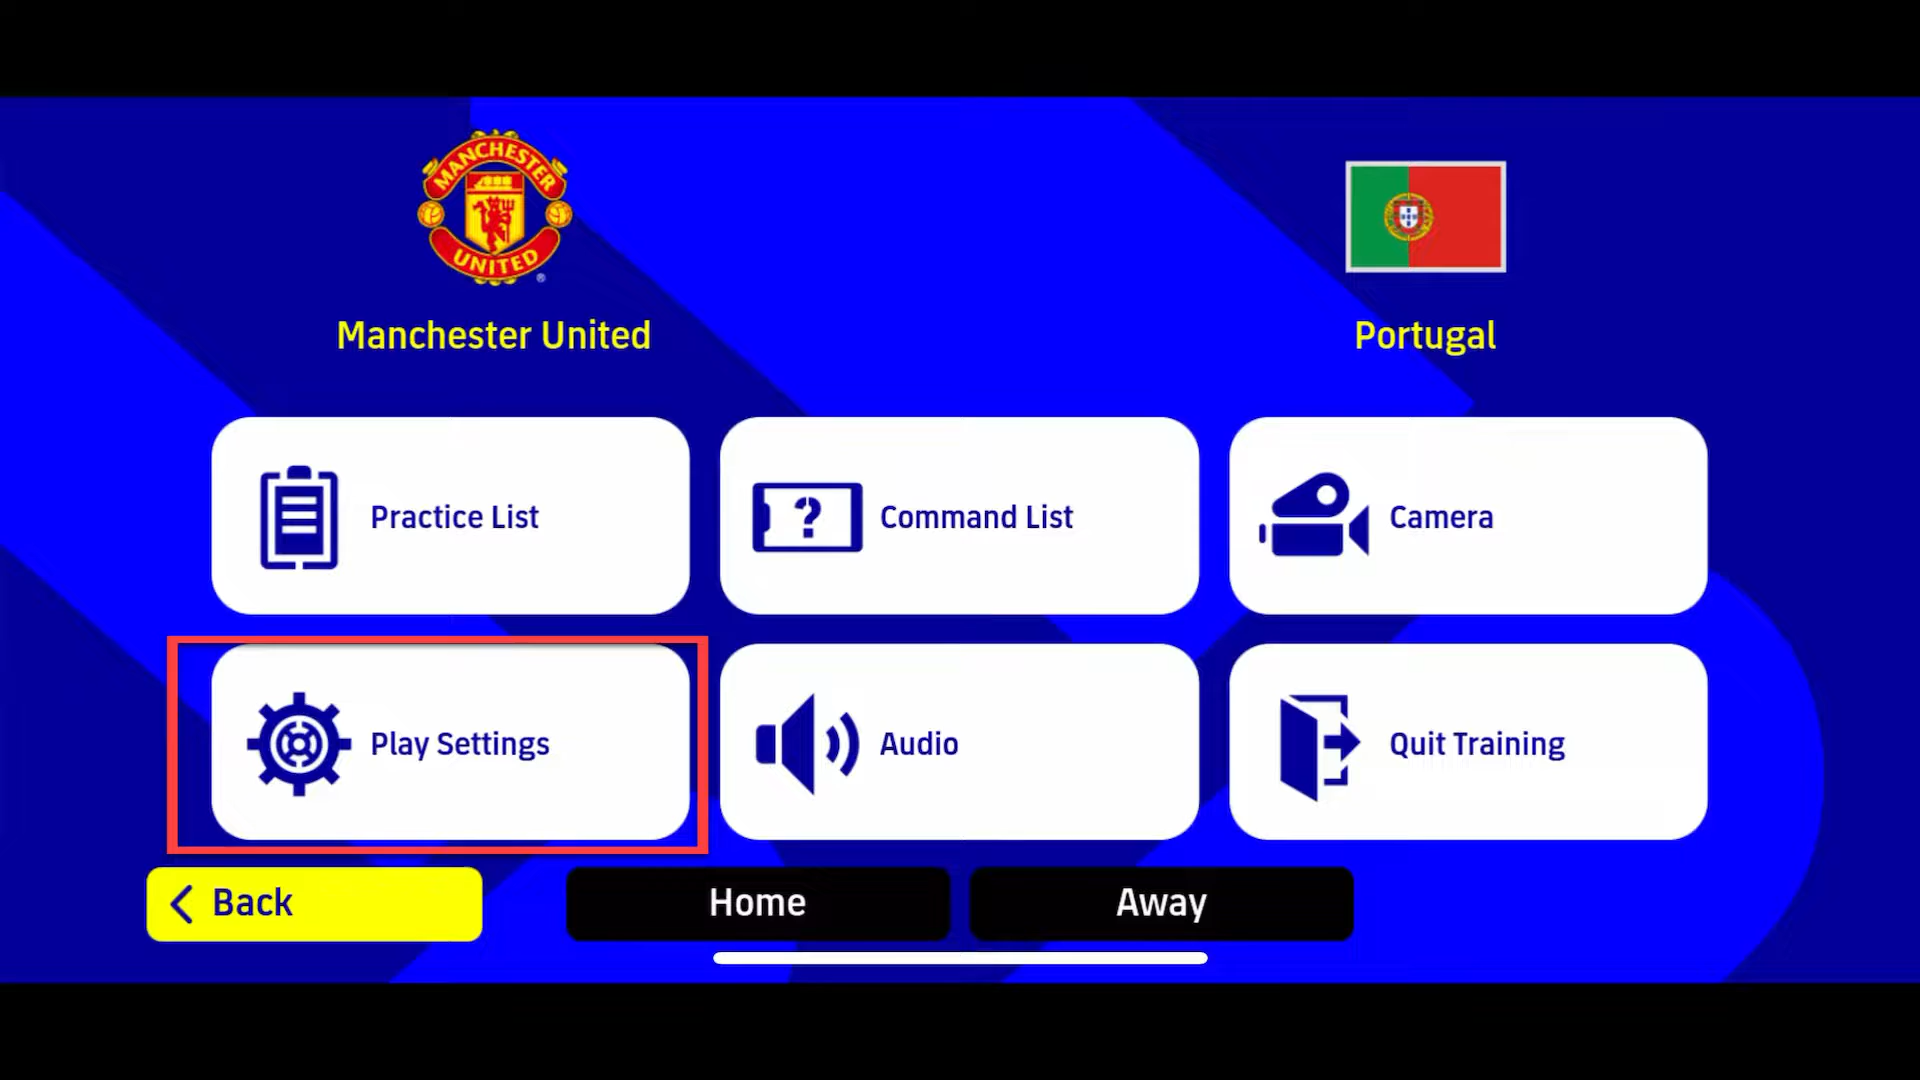 MANCHESTER
UNITED
®
Manchester United
Portugal
Practice List
?
Command List
Camera
Play Settings
Audio
Quit Training
Back
Home
Away